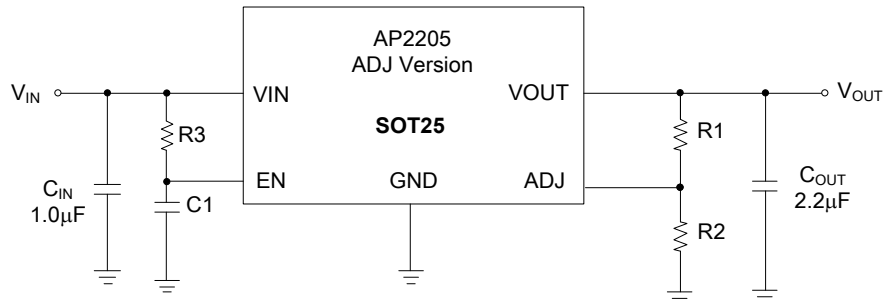 AP2205
ADJ Version
V_IN
VIN
VOUT
V_OUT
SOT25
R3
R1
EN
GND
ADJ
C_IN
1.0μF
C1
C_OUT
2.2μF
R2